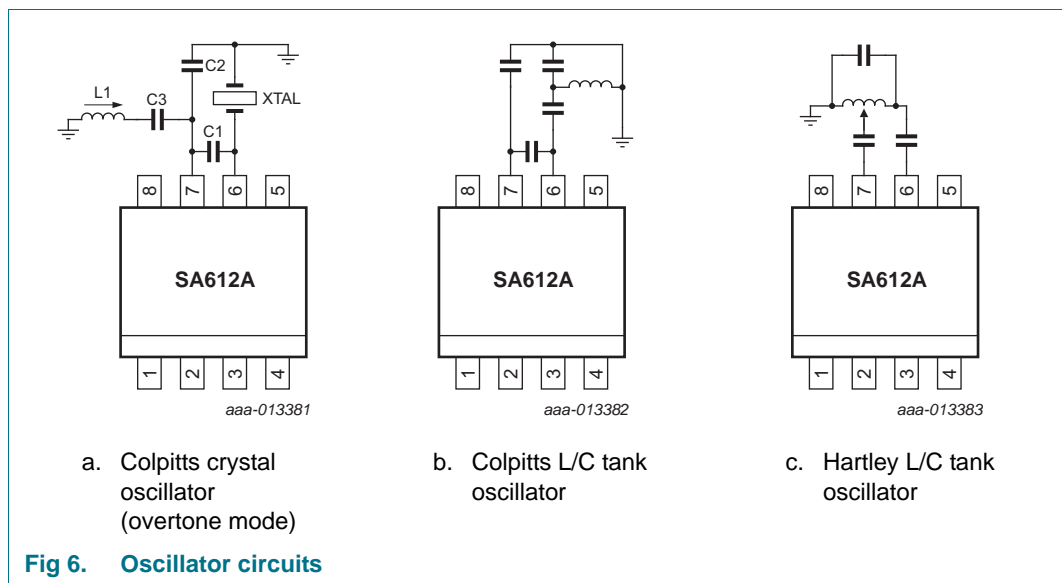 C2
L1
C3
XTAL
C1
8 7 6 5
SA612A
1 2 3 4
aaa-013381
8 7 6 5
SA612A
1 2 3 4
aaa-013382
8 7 6 5
SA612A
1 2 3 4
aaa-013383
a. Colpitts crystal
oscillator
(overtone mode)
b. Colpitts L/C tank
oscillator
c. Hartley L/C tank
oscillator
Fig 6. Oscillator circuits